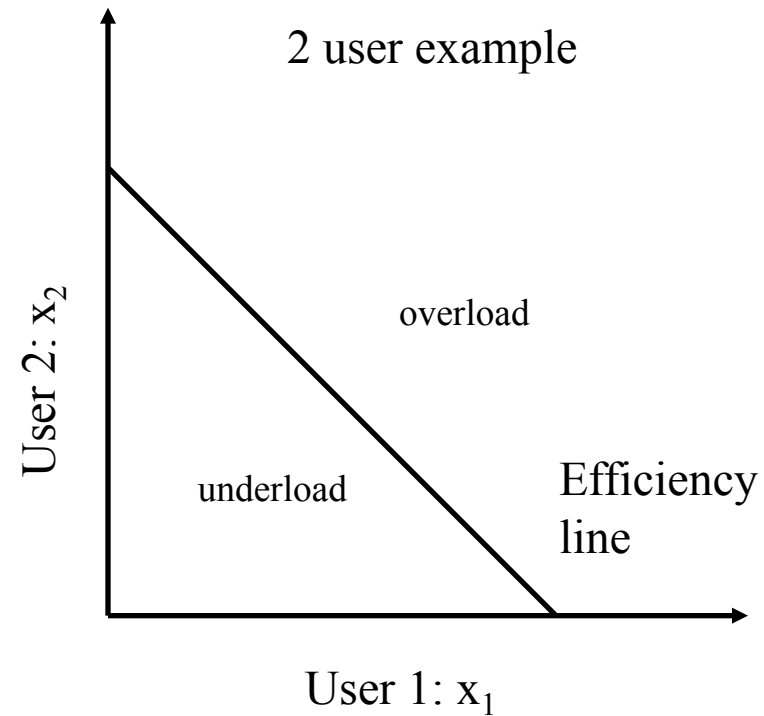 2 user example
User 2: x₂
overload
underload
Efficiency
line
User 1: x₁